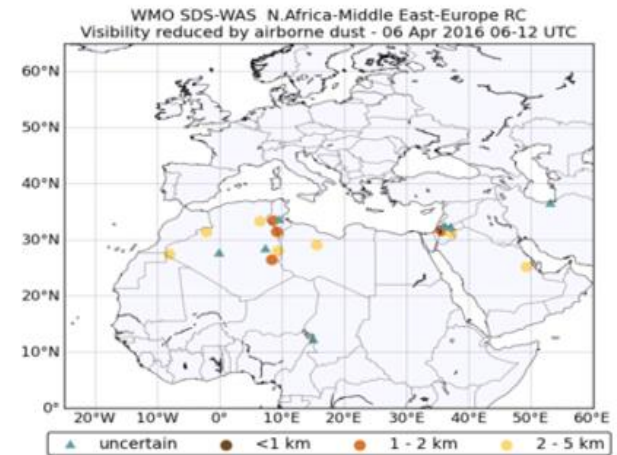 WMO SDS-WAS N.Africa-Middle East-Europe RC
Visibility reduced by airborne dust - 06 Apr 2016 06-12 UTC
60°N
50°N
40°N
30°N
20°N
10°N
0°
20°W 10°W 0° 10°E 20°E 30°E 40°E 50°E 60°E
uncertain <1 km 1 - 2 km 2 - 5 km